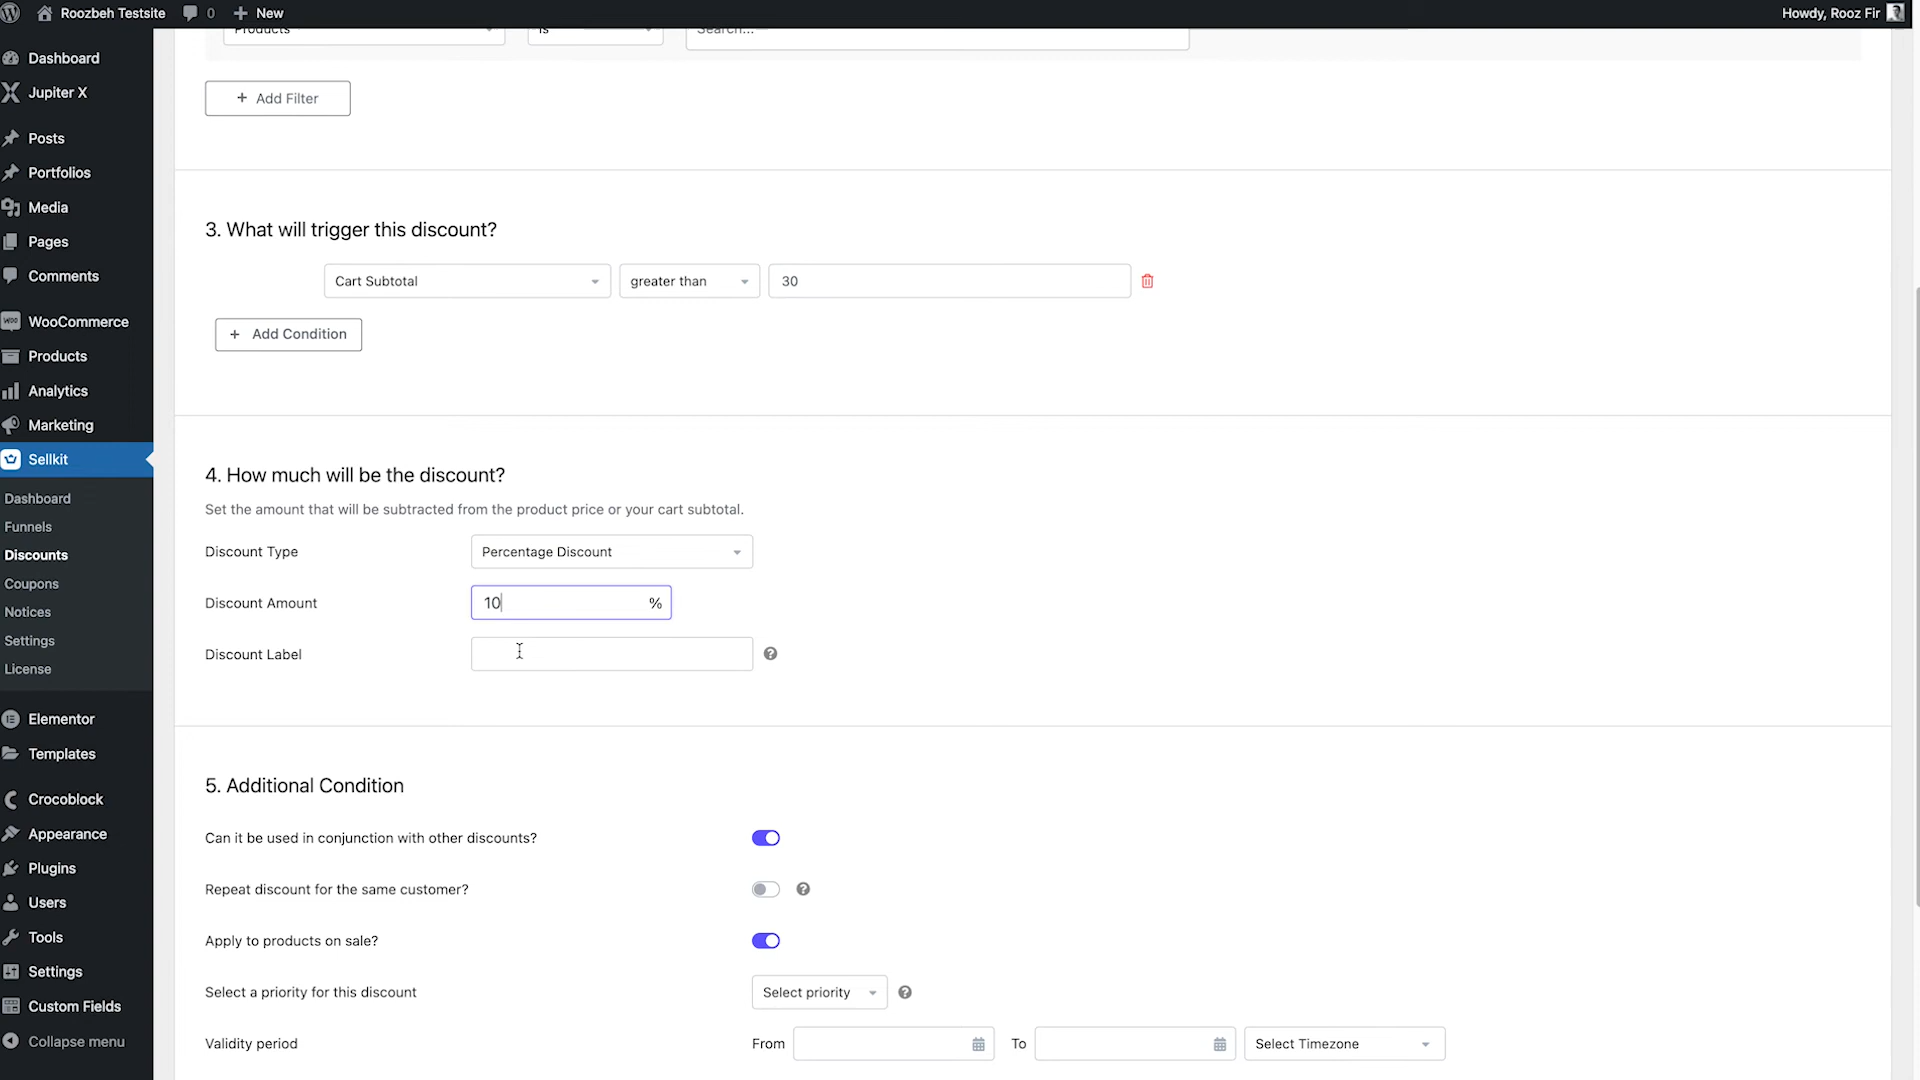 Roozbeh Testsite
0
New
Howdy, Rooz Fir
Dashboard
Jupiter X
Posts
Portfolios
Media
Pages
Comments
WooCommerce
Products
Analytics
Marketing
Sellkit
Dashboard
Funnels
Discounts
Coupons
Notices
Settings
License
Elementor
Templates
Crocoblock
Appearance
Plugins
Users
Tools
Settings
Custom Fields
Collapse menu
Products is Search...
+ Add Filter
3. What will trigger this discount?
Cart Subtotal greater than 30
+ Add Condition
4. How much will be the discount?
Set the amount that will be subtracted from the product price or your cart subtotal.
Discount Type Percentage Discount
Discount Amount 10 %
Discount Label ?
5. Additional Condition
Can it be used in conjunction with other discounts?
Repeat discount for the same customer? ?
Apply to products on sale?
Select a priority for this discount Select priority ?
Validity period From To Select Timezone